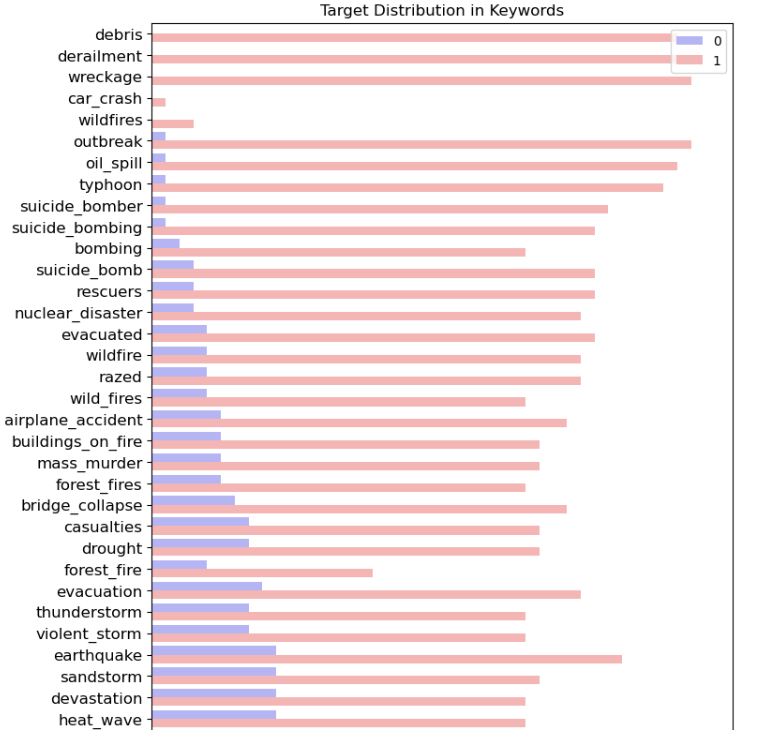 Target Distribution in Keywords
debris
derailment
wreckage
car_crash
wildfires
outbreak
oil_spill
typhoon
suicide_bomber
suicide_bombing
bombing
suicide_bomb
rescuers
nuclear_disaster
evacuated
wildfire
razed
wild_fires
airplane_accident
buildings_on_fire
mass_murder
forest_fires
bridge_collapse
casualties
drought
forest_fire
evacuation
thunderstorm
violent_storm
earthquake
sandstorm
devastation
heat_wave
0
1